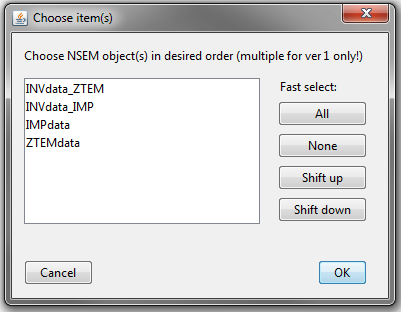 Choose item(s)
Choose NSEM object(s) in desired order (multiple for ver 1 only!)
INVdata_ZTEM
INVdata_IMP
IMPdata
ZTEMdata
Fast select:
All
None
Shift up
Shift down
Cancel
OK